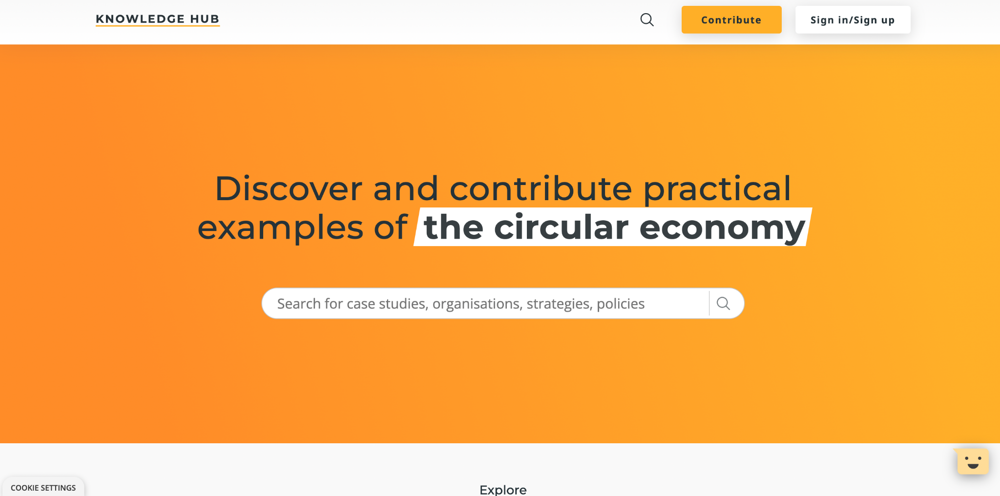 KNOWLEDGE HUB
Contribute
Sign in/Sign up
Discover and contribute practical
examples of the circular economy
Search for case studies, organisations, strategies, policies
COOKIE SETTINGS
Explore